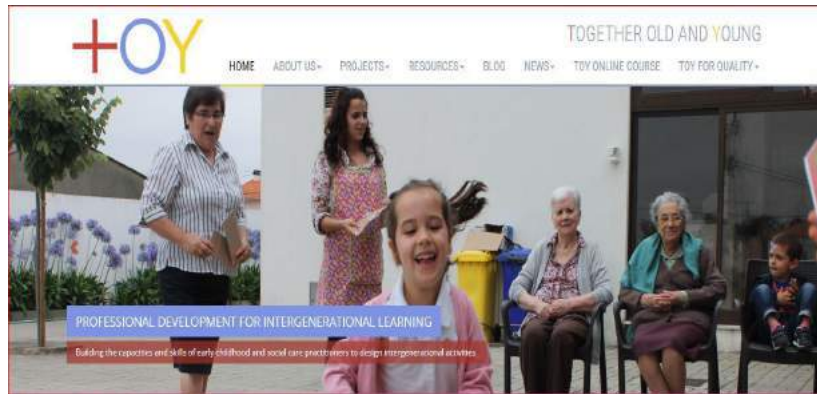 TOY
TOGETHER OLD AND YOUNG
HOME ABOUT US PROJECTS RESOURCES BLOG NEWS TOY ONLINE COURSE TOY FOR QUALITY
PROFESSIONAL DEVELOPMENT FOR INTERGENERATIONAL LEARNING
Building the capacities and skills of early childhood and social care practitioners to design intergenerational activities